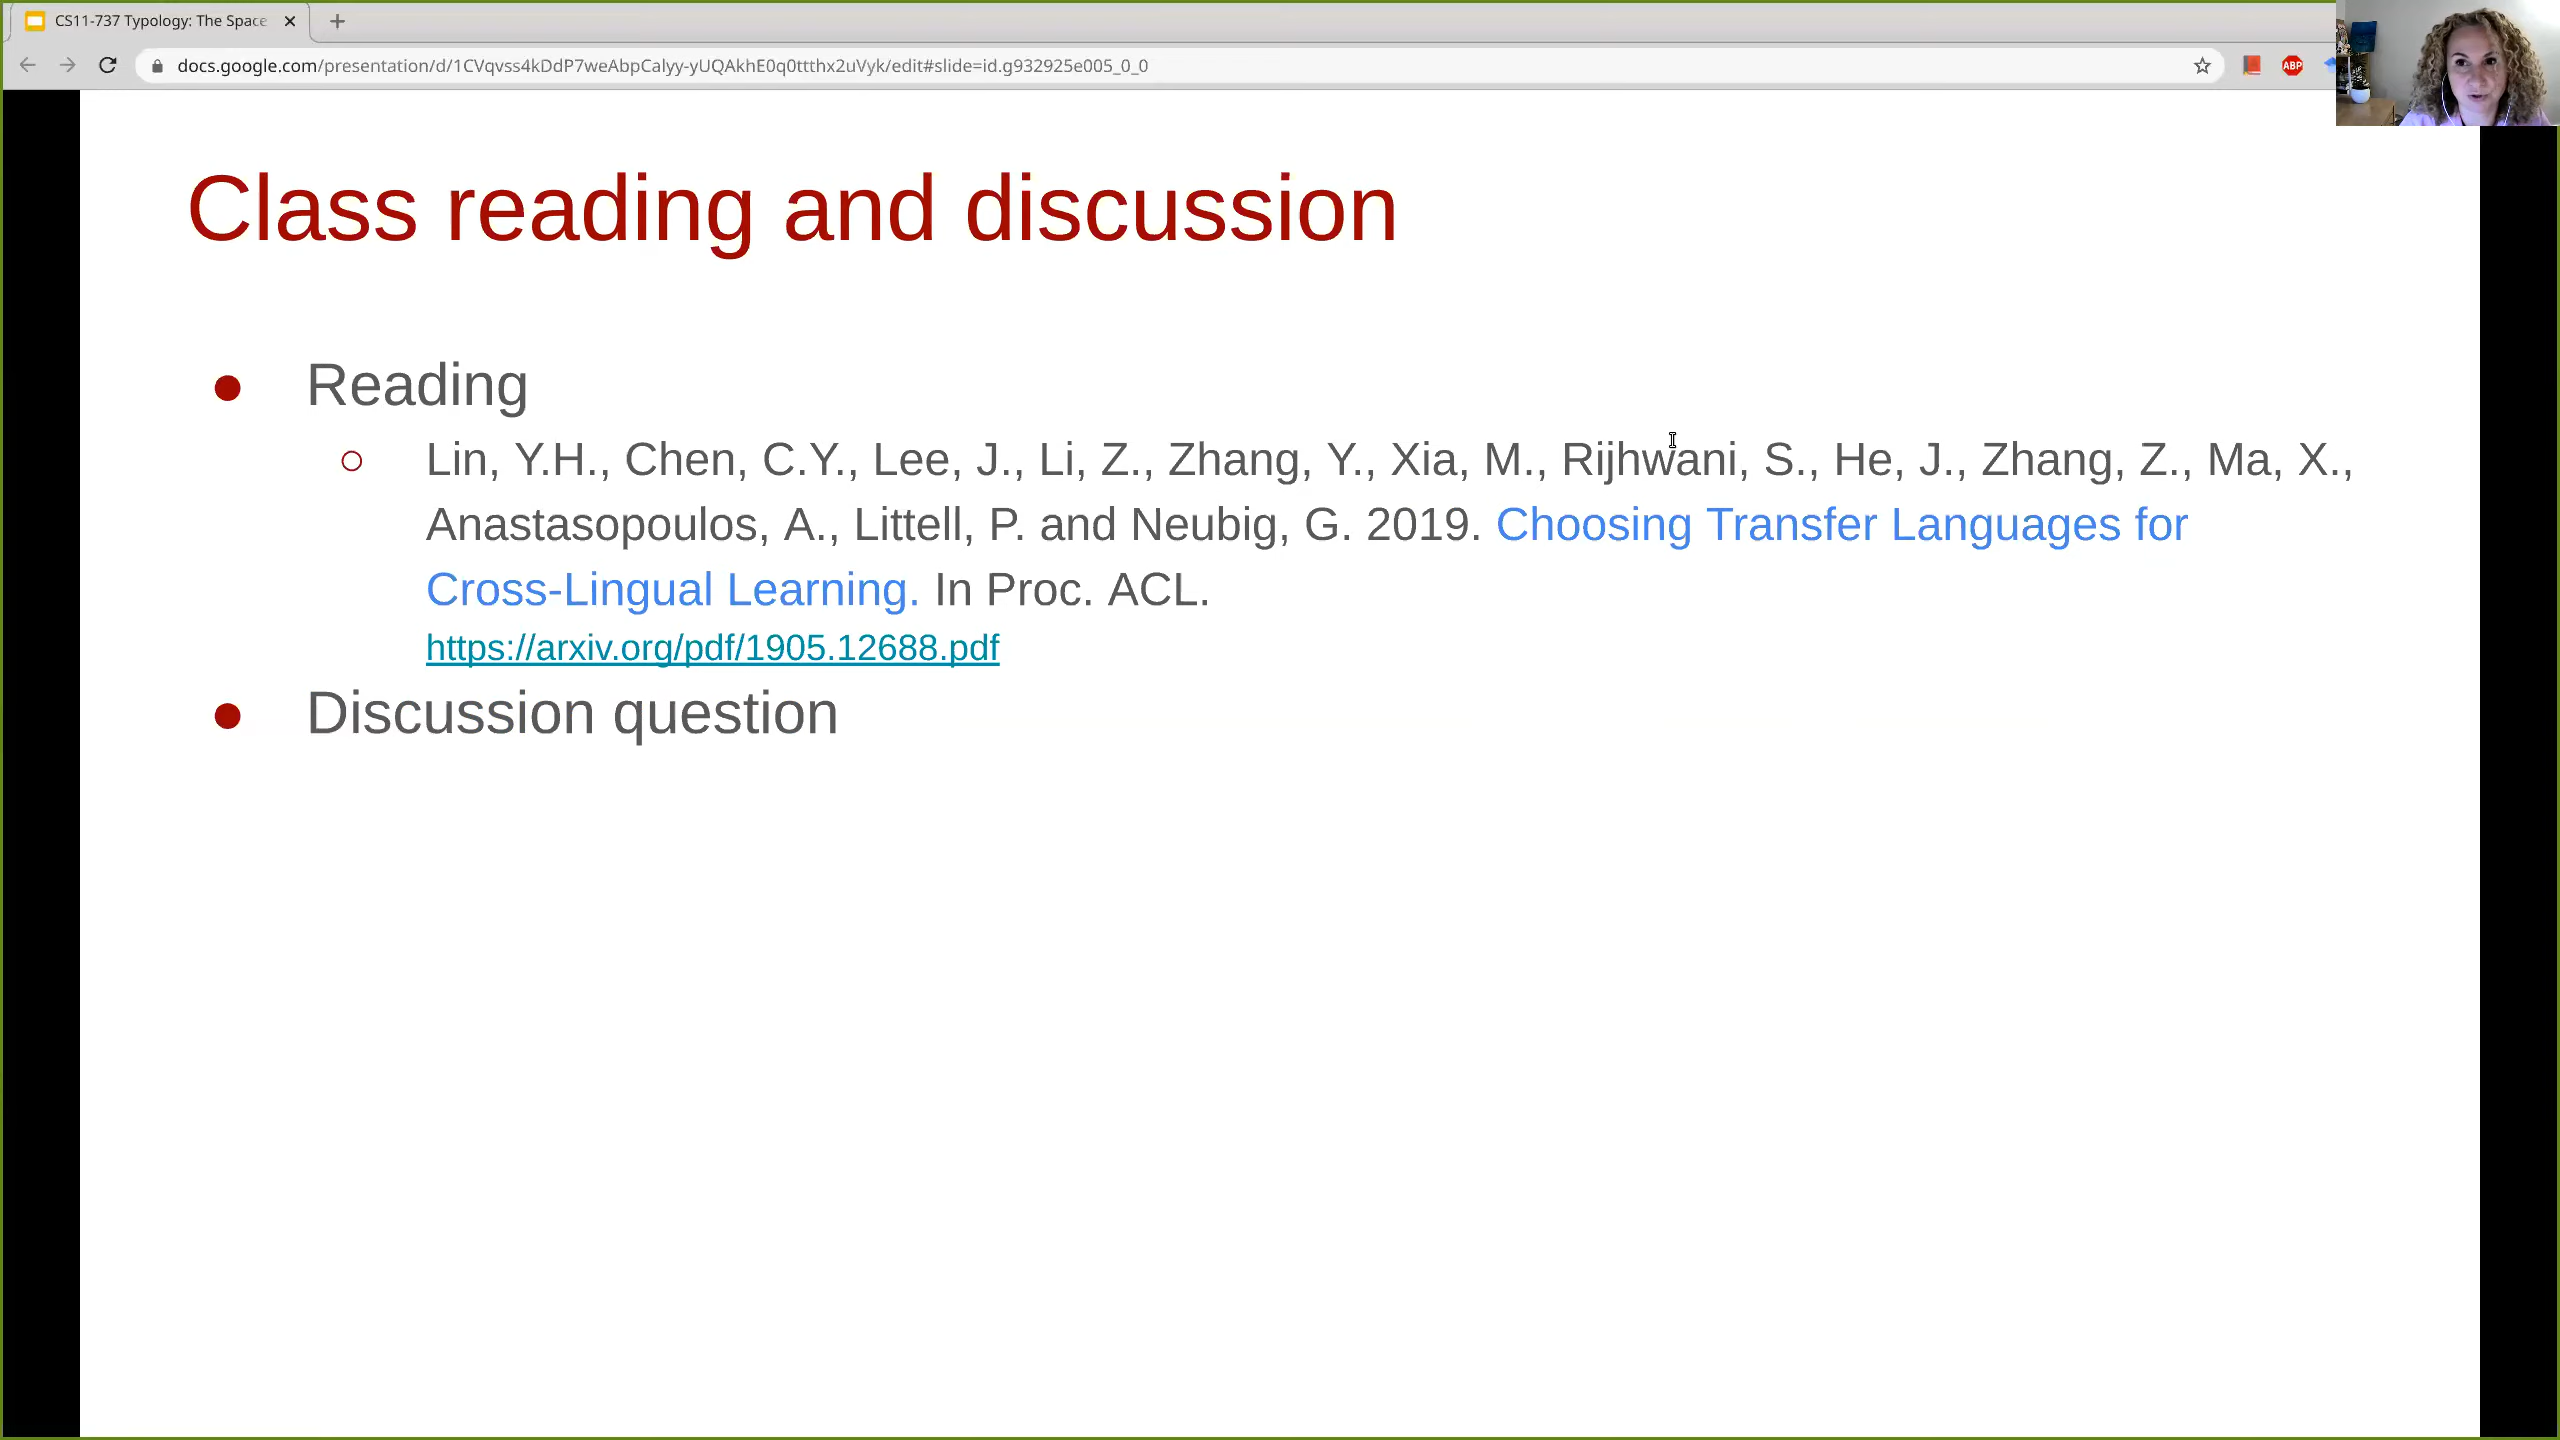 CS11-737 Typology: The Space
docs.google.com/presentation/d/1CVqvss4kDdP7weAbpCalyy-yUQAkhE0q0ttthx2uVyk/edit#slide=id.g932925e005_0_0
ABP
Class reading and discussion
Reading
Lin, Y.H., Chen, C.Y., Lee, J., Li, Z., Zhang, Y., Xia, M., Rijhwani, S., He, J., Zhang, Z., Ma, X.,
Anastasopoulos, A., Littell, P. and Neubig, G. 2019. Choosing Transfer Languages for
Cross-Lingual Learning. In Proc. ACL.
https://arxiv.org/pdf/1905.12688.pdf
Discussion question